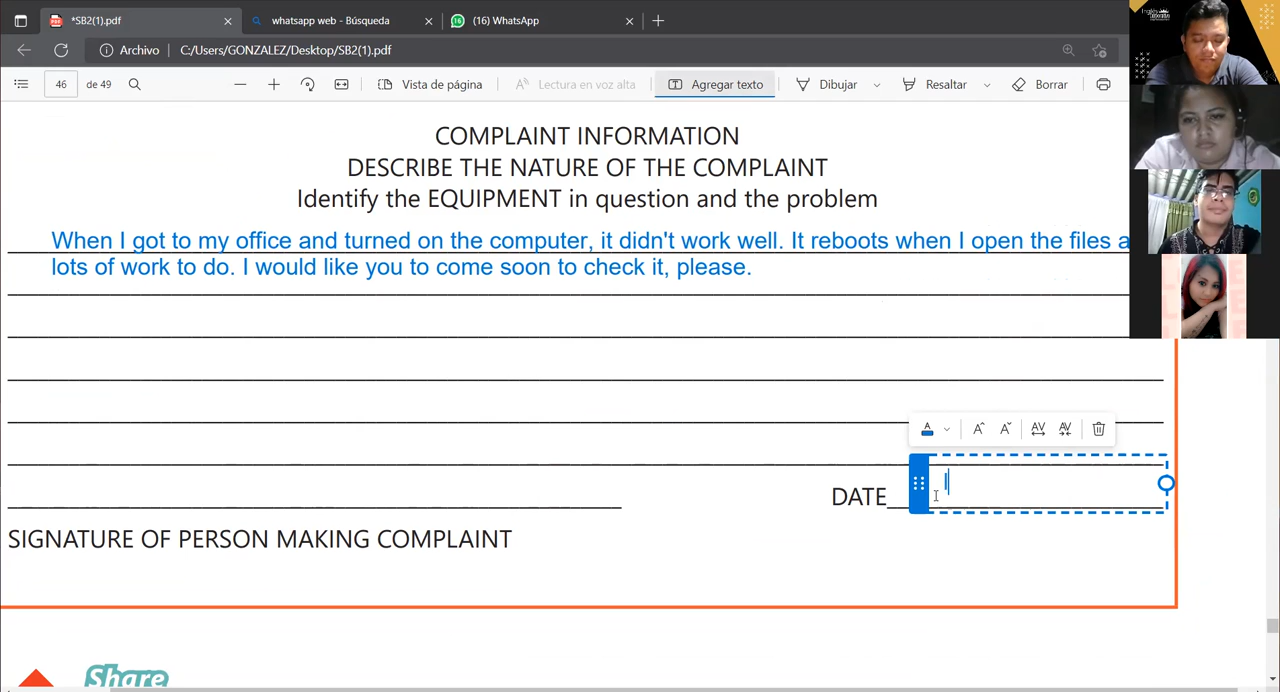 *SB2(1).pdf
whatsapp web - Búsqueda
16
(16) WhatsApp
Archivo
C:/Users/GONZALEZ/Desktop/SB2(1).pdf
46 de 49
Vista de página
Lectura en voz alta
Agregar texto
Dibujar
Resaltar
Borrar
COMPLAINT INFORMATION
DESCRIBE THE NATURE OF THE COMPLAINT
Identify the EQUIPMENT in question and the problem
When I got to my office and turned on the computer, it didn't work well. It reboots when I open the files a
lots of work to do. I would like you to come soon to check it, please.
DATE
SIGNATURE OF PERSON MAKING COMPLAINT
Share